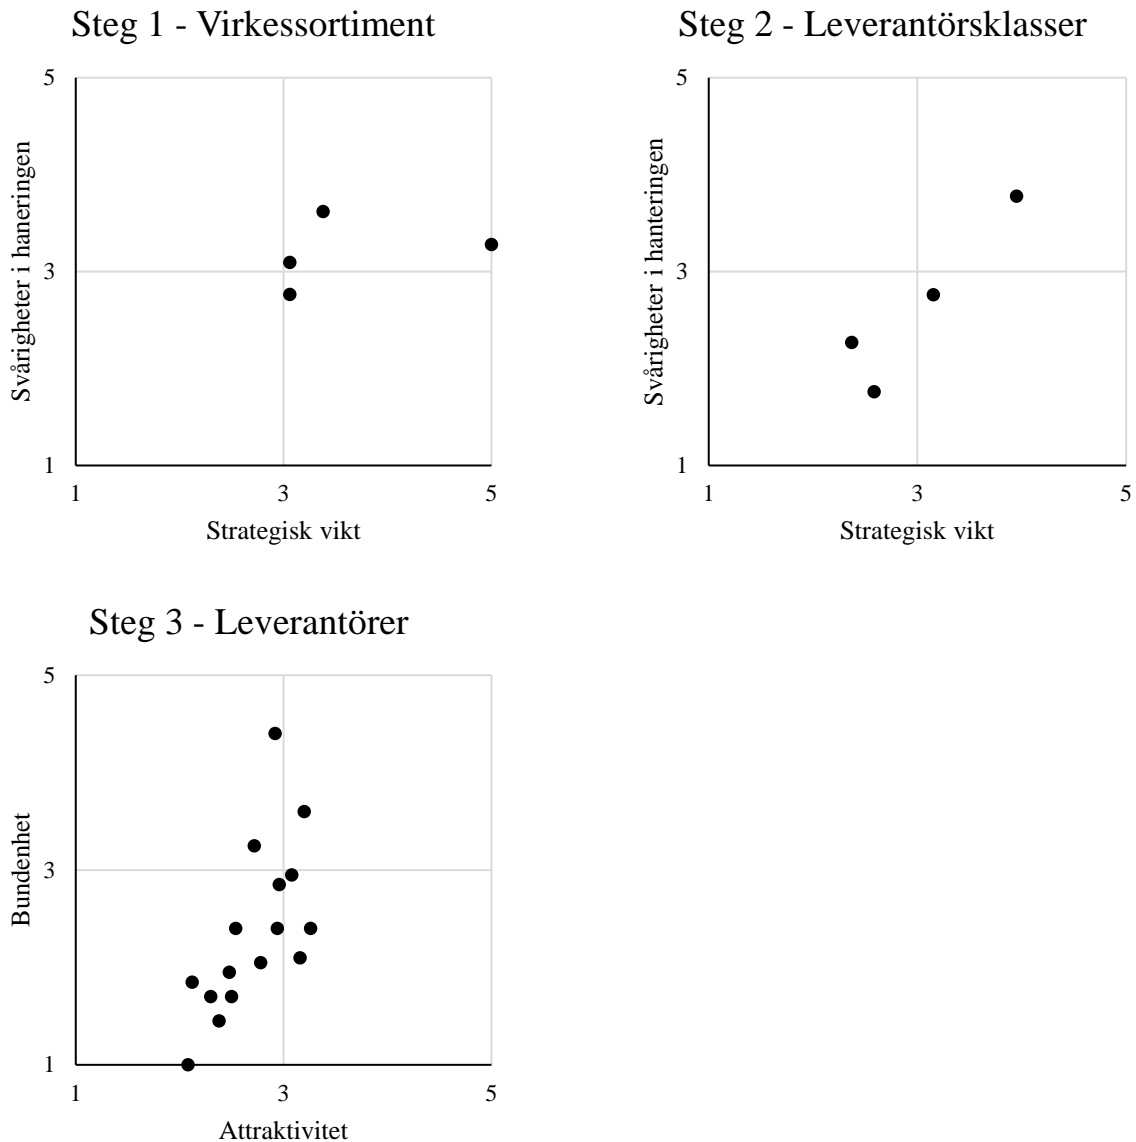 Steg 1 - Virkessortiment
5
3
1
1 3 5
Svårigheter i haneringen
Strategisk vikt
Steg 2 - Leverantörsklasser
5
3
1
1 3 5
Svårigheter i hanteringen
Strategisk vikt
Steg 3 - Leverantörer
5
3
1
1 3 5
Bundenhet
Attraktivitet